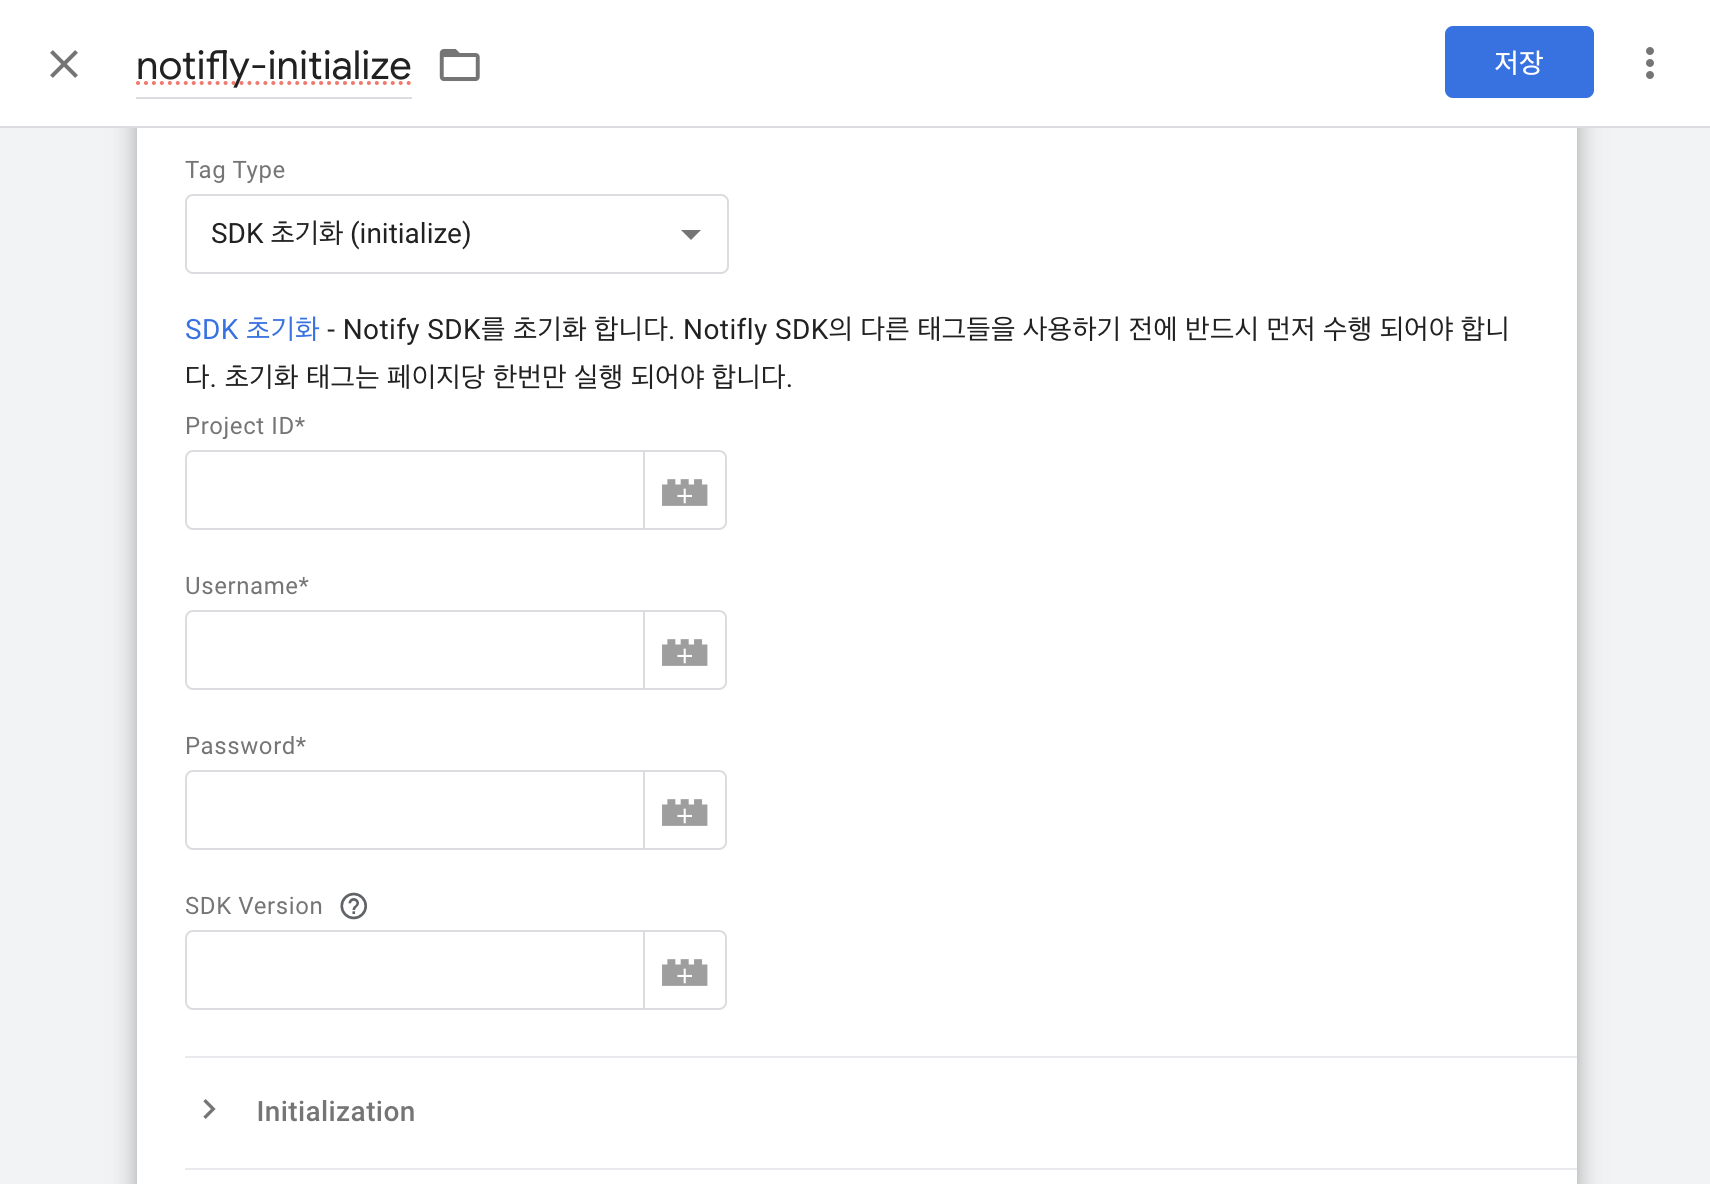 notifly-initialize
저장
Tag Type
SDK 초기화 (initialize)
SDK 초기화 - Notify SDK를 초기화 합니다. Notifly SDK의 다른 태그들을 사용하기 전에 반드시 먼저 수행 되어야 합니
다. 초기화 태그는 페이지당 한번만 실행 되어야 합니다.
Project ID*
Username*
Password*
SDK Version
Initialization